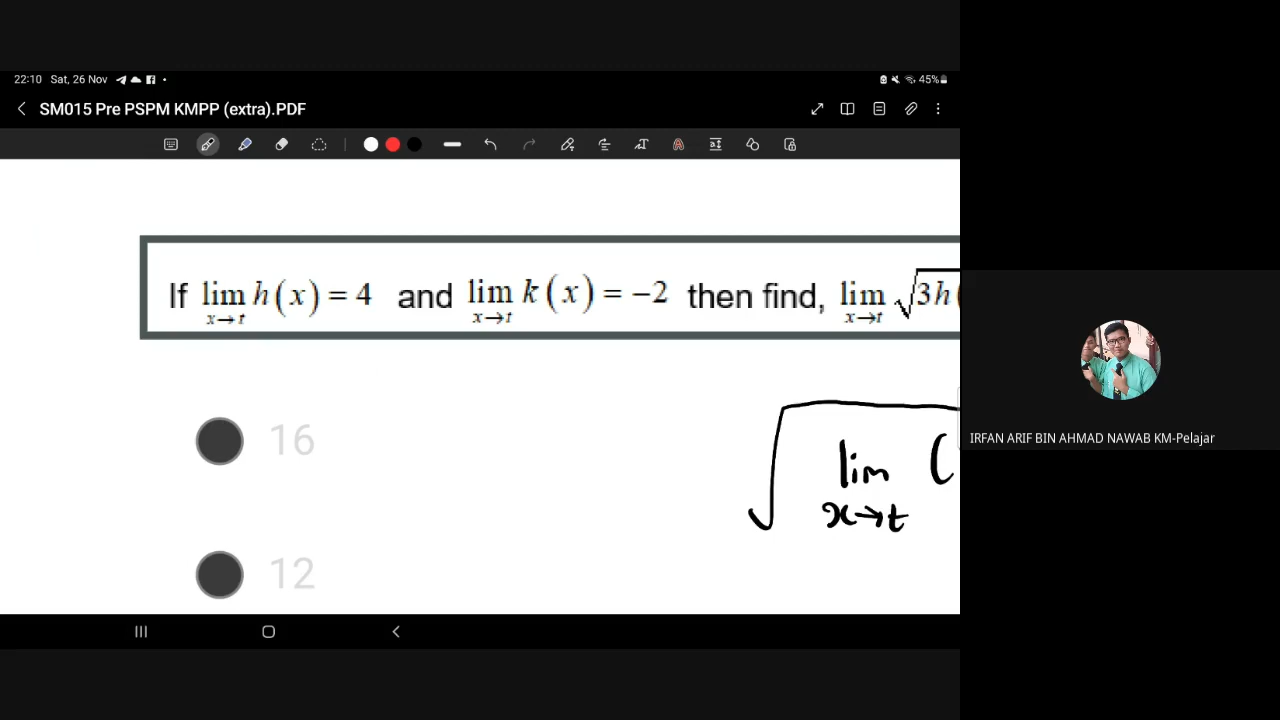 22:10 Sat, 26 Nov 45%
SM015 Pre PSPM KMPP (extra).PDF
If lim x→t h(x) = 4 and lim x→t k(x) = −2 then find, lim x→t √3h(
16
lim (
x→t
12
IRFAN ARIF BIN AHMAD NAWAB KM-Pelajar